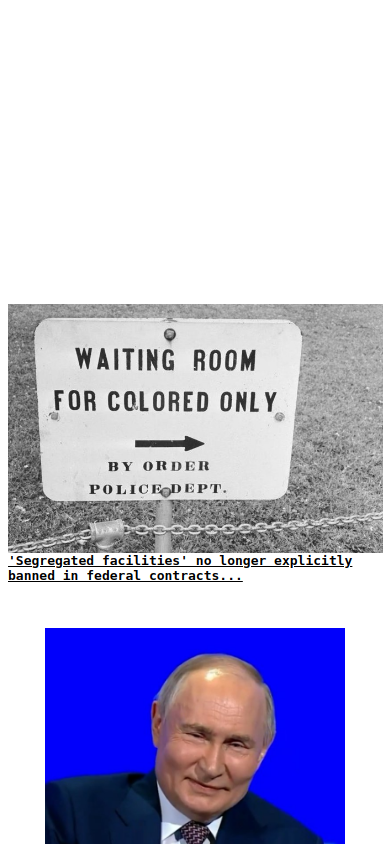 WAITING ROOM
FOR COLORED ONLY
BY ORDER
POLICE DEPT.
'Segregated facilities' no longer explicitly
banned in federal contracts...